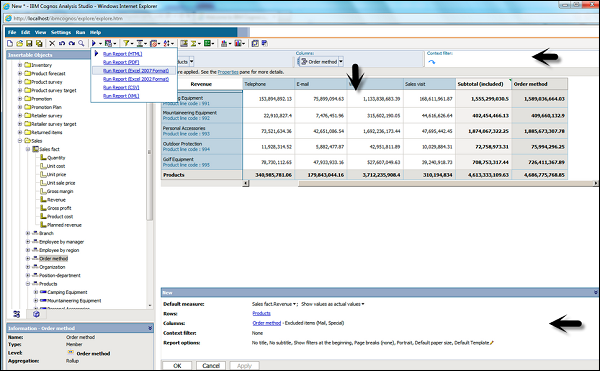 New * - IBM Cognos Analysis Studio - Windows Internet Explorer
http://localhost/ibmcognos/explore/explore.htm
File Edit View Settings Run Help
Insertable Objects
Inventory
Product forecast
Product survey
Product survey target
Promotion
Promotion Plan
Retailer survey
Retailer survey target
Returned items
Sales
Sales fact
Quantity
Unit cost
Unit price
Unit sale price
Gross margin
Revenue
Gross profit
Product cost
Planned revenue
Branch
Employee by manager
Employee by region
Order method
Organization
Position-department
Products
Camping Equipment
Mountaineering Equipment
Information - Order method
Name: Order method
Type: Member
Level: Order method
Aggregation: Rollup
Run Report (HTML)
Run Report (PDF)
Run Report (Excel 2007 Format)
Run Report (Excel 2002 Format)
Run Report (CSV)
Run Report (XML)
Columns:
Order method
Context filter:
are applied. See the Properties pane for more details.
Revenue Telephone E-mail Sales visit Subtotal (included) Order method
Equipment
Product line code : 991
153,894,892.13 75,899,094.63 1,133,038,683.39 168,611,961.87 1,555,299,030.5 1,589,036,664.03
Mountaineering Equipment
Product line code : 992
22,910,827.4 7,476,451.96 315,602,190.05 44,986,919.64 402,454,466.13 409,660,132.9
Personal Accessories
Product line code : 993
73,521,634.36 42,651,086.54 1,692,236,173.44 47,695,442.45 1,874,067,322.25 1,885,673,307.78
Outdoor Protection
Product line code : 994
11,928,314.52 5,882,477.87 42,951,811.89 10,029,884.31 72,758,973.31 75,994,296.25
Golf Equipment
Product line code : 995
78,730,112.65 47,933,933.16 527,607,049.63 39,240,918.73 708,753,317.44 726,411,367.89
Products 340,985,781.06 179,843,044.16 3,712,235,908.4 310,194,834 4,613,333,109.63 4,686,775,768.85
New
Default measure: Sales fact.Revenue ; Show values as actual values
Rows: Products
Columns: Order method - Excluded items (Mail, Special)
Context filter: None
Report options: No title, No subtitle, Show filters at the beginning, Page breaks (none), Portrait, Default paper size, Default Template
OK Cancel Apply